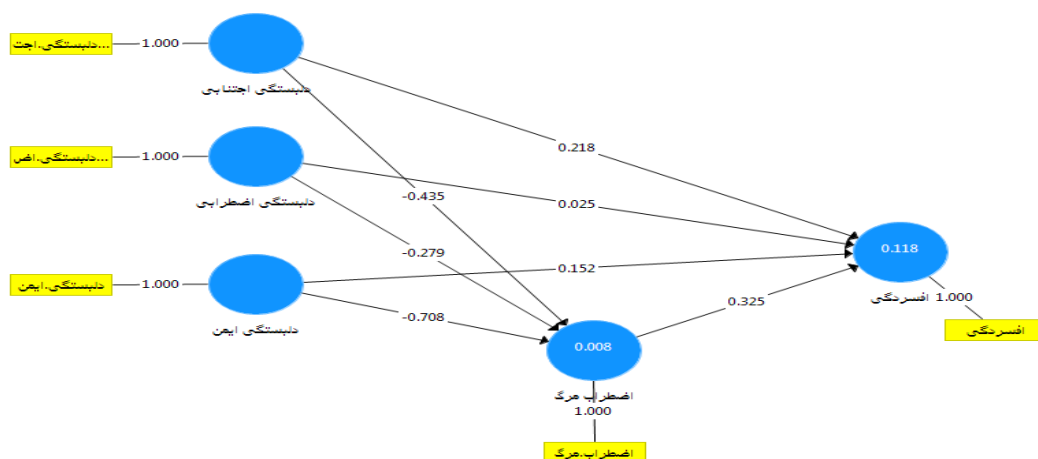 دلبستگی.اجت...
1.000
دلبستگی اجتنابی
0.218
دلبستگی.اض...
1.000
-0.435
0.025
دلبستگی اضطرابی
0.118
-0.279
0.152
دلبستگی.ایمن
1.000
افسردگی
1.000
0.325
-0.708
دلبستگی ایمن
افسردگی
0.008
اضطراب مرگ
1.000
اضطراب.مرگ